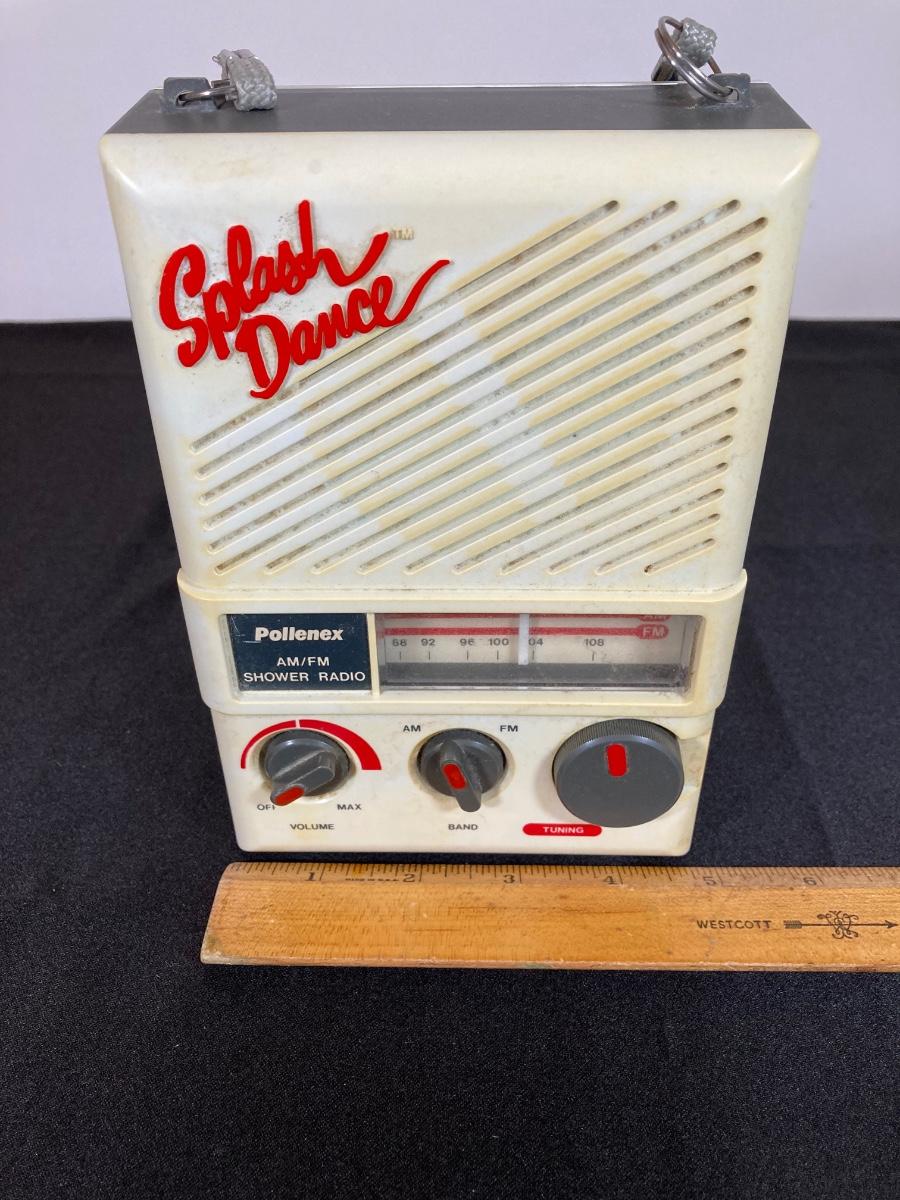 Splash ™
Dance
Pollenex
AM/FM
SHOWER RADIO
AM
FM
88 92 96 100 104 108
AM FM
OFF MAX
VOLUME BAND TUNING
1 2 3 4 5 6
WESTCOTT